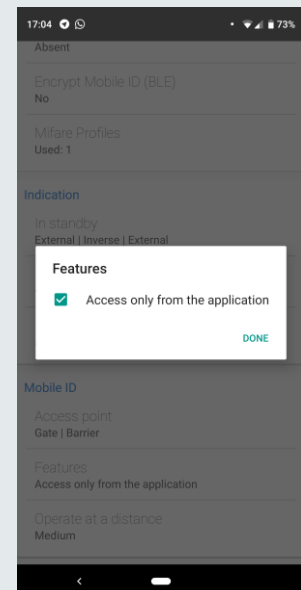 17:04 73%
Absent
Encrypt Mobile ID (BLE)
No
Mifare Profiles
Used: 1
Indication
In standby
External | Inverse | External
Features
Access only from the application
DONE
Mobile ID
Access point
Gate | Barrier
Features
Access only from the application
Operate at a distance
Medium